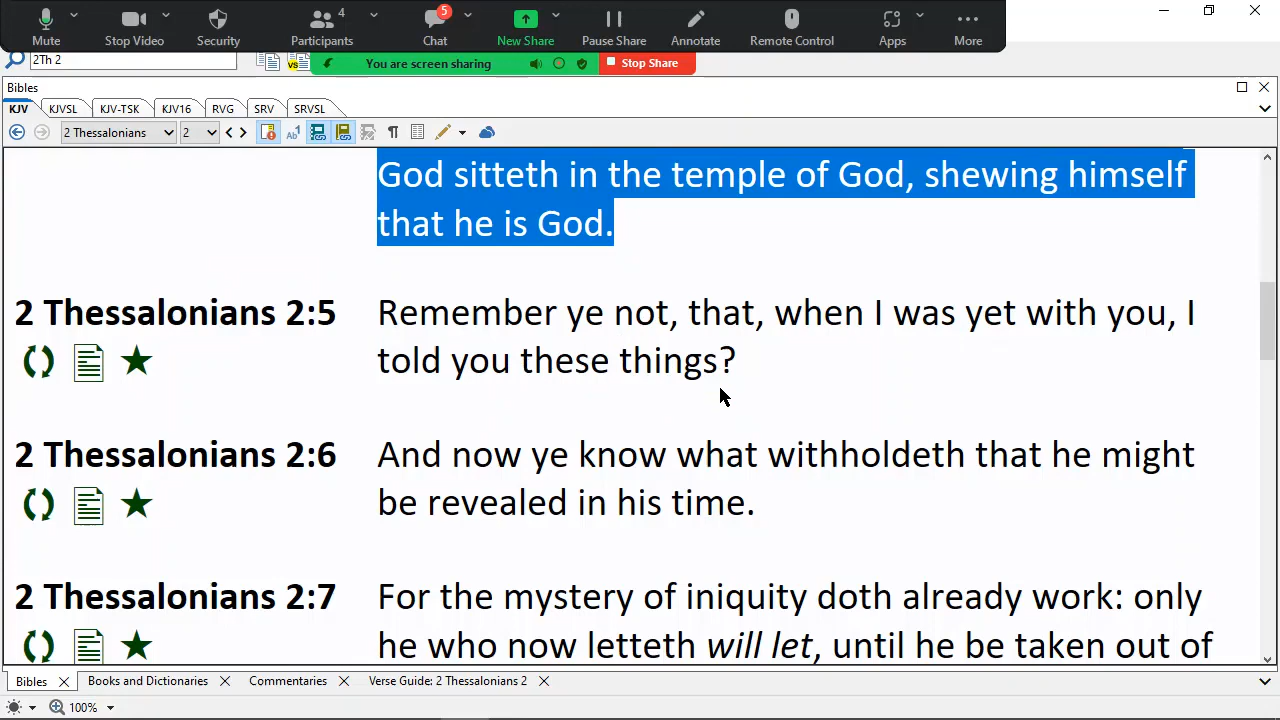 4 5
Mute Stop Video Security Participants Chat New Share Pause Share Annotate Remote Control Apps More
2Th 2 VS You are screen sharing Stop Share
Bibles
KJV KJVSL KJV-TSK KJV16 RVG SRV SRVSL
2 Thessalonians 2 < > Ab¹ ¶
God sitteth in the temple of God, shewing himself
that he is God.
2 Thessalonians 2:5 Remember ye not, that, when I was yet with you, I
told you these things?
2 Thessalonians 2:6 And now ye know what withholdeth that he might
be revealed in his time.
2 Thessalonians 2:7 For the mystery of iniquity doth already work: only
he who now letteth will let, until he be taken out of
Bibles Books and Dictionaries Commentaries Verse Guide: 2 Thessalonians 2
100%